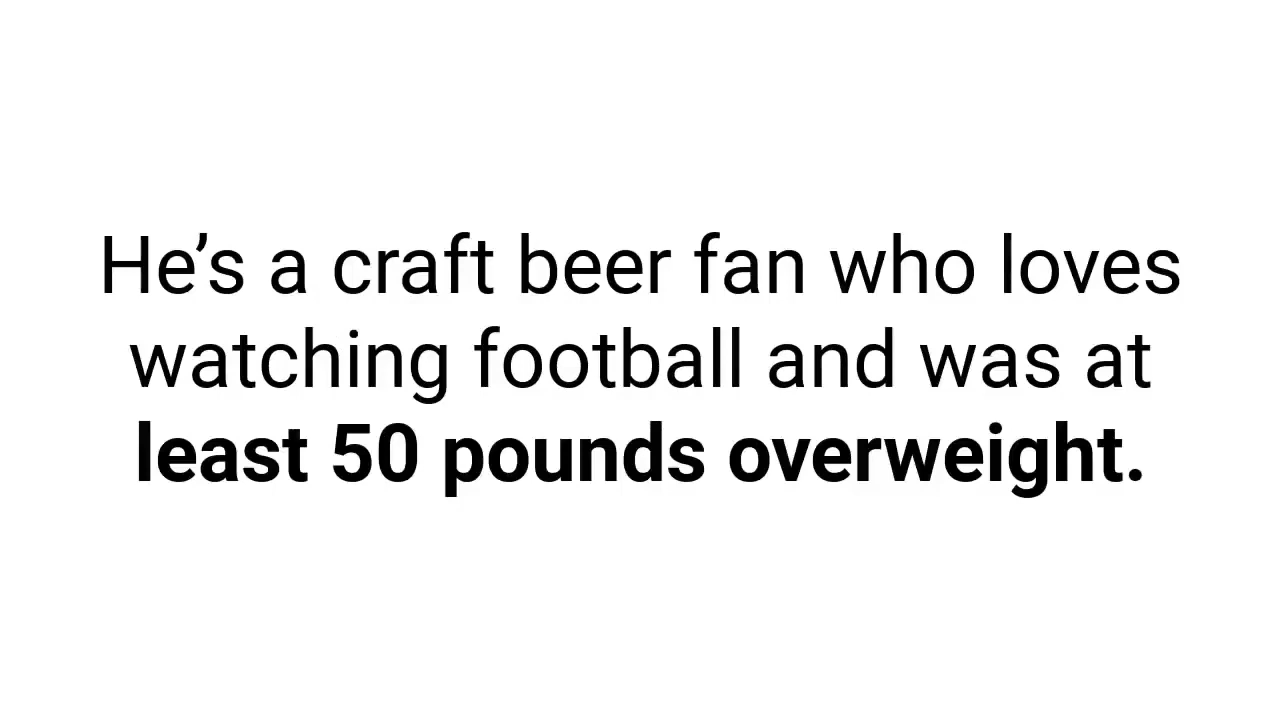 He’s a craft beer fan who loves
watching football and was at
least 50 pounds overweight.